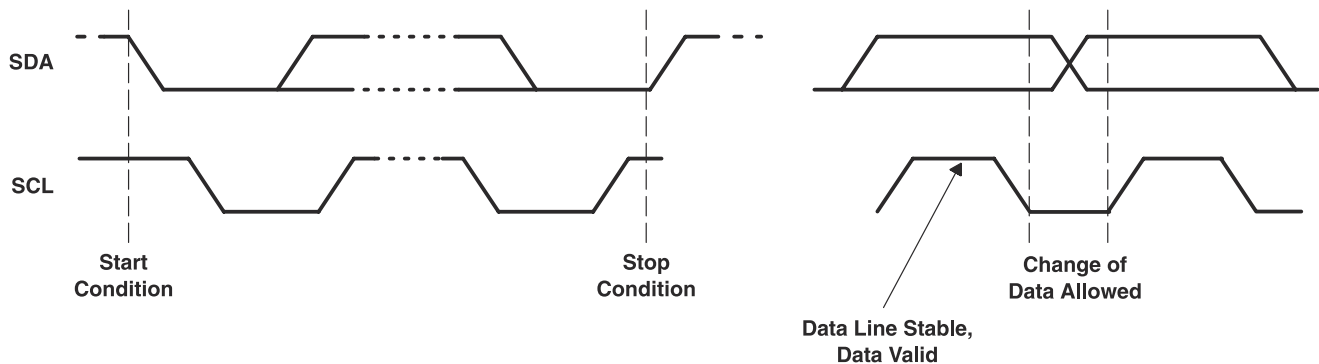 SDA
SCL
Start
Condition
Stop
Condition
Change of
Data Allowed
Data Line Stable,
Data Valid